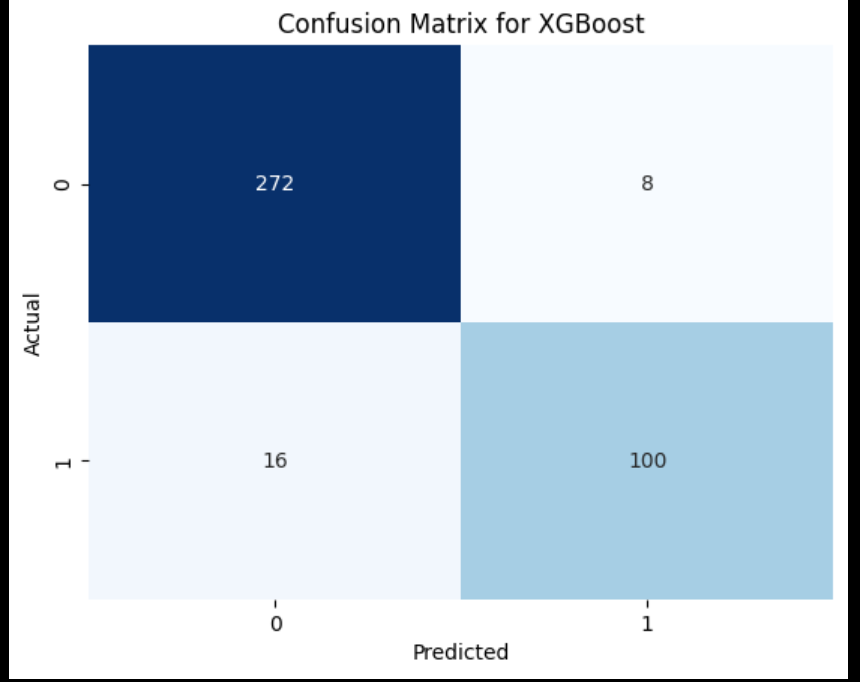 Confusion Matrix for XGBoost
0
272
8
Actual
1
16
100
0
1
Predicted